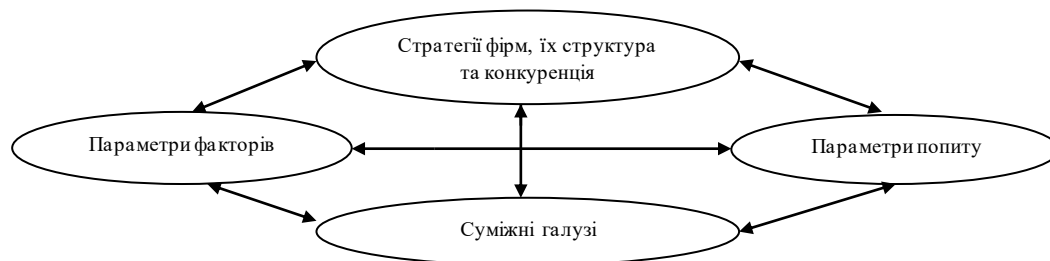 Стратегії фірм, їх структура
та конкуренція
Параметри факторів
Параметри попиту
Суміжні галузі